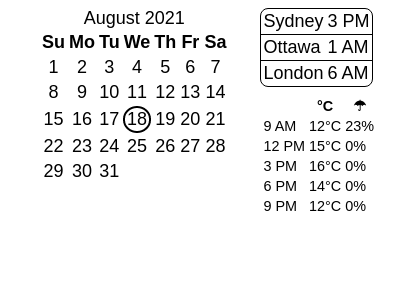 August 2021
Su Mo Tu We Th Fr Sa
1 2 3 4 5 6 7
8 9 10 11 12 13 14
15 16 17 18 19 20 21
22 23 24 25 26 27 28
29 30 31
Sydney 3 PM
Ottawa 1 AM
London 6 AM
°C ☂
9 AM 12°C 23%
12 PM 15°C 0%
3 PM 16°C 0%
6 PM 14°C 0%
9 PM 12°C 0%